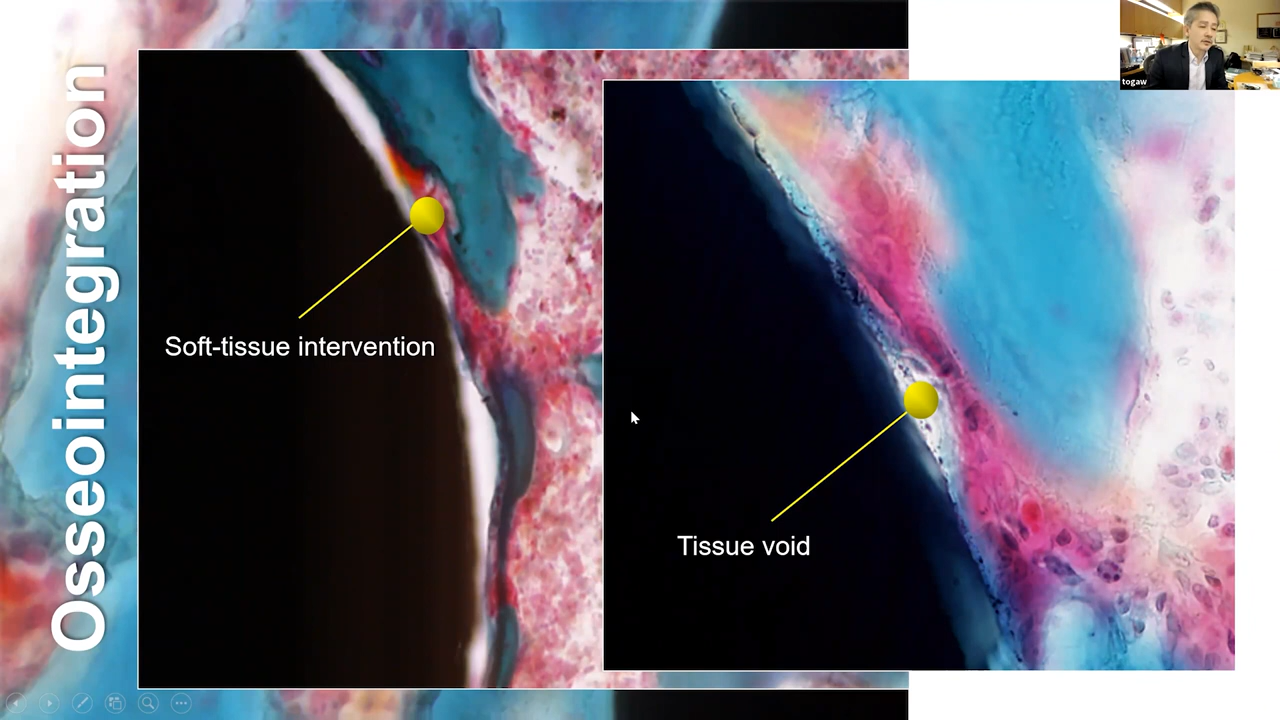 Osseointegration
Soft-tissue intervention
Tissue void
togaw